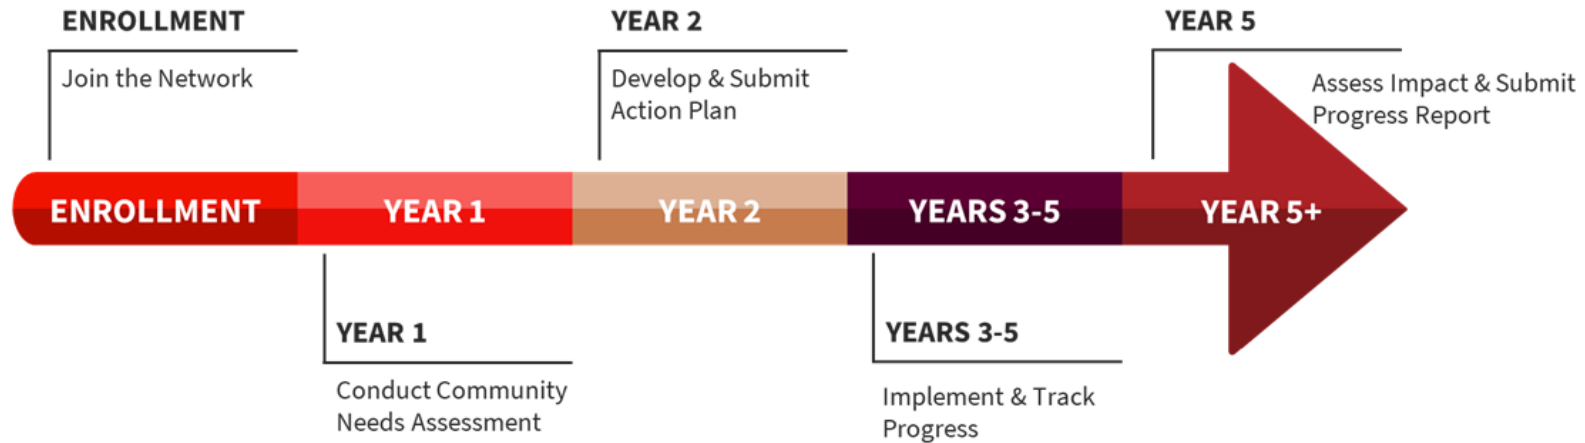 ENROLLMENT
Join the Network
YEAR 2
Develop & Submit
Action Plan
YEAR 5
Assess Impact & Submit
Progress Report
ENROLLMENT
YEAR 1
YEAR 2
YEARS 3-5
YEAR 5+
YEAR 1
Conduct Community
Needs Assessment
YEARS 3-5
Implement & Track
Progress